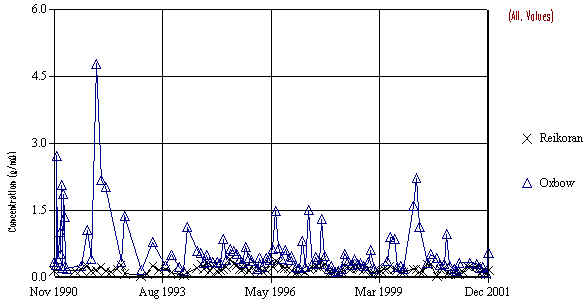 (All. Values)
6.0
4.5
Concentration (g/m3)
3.0
Reikoran
Oxbow
1.5
0.0
Nov 1990
Aug 1993
May 1996
Mar 1999
Dec 2001